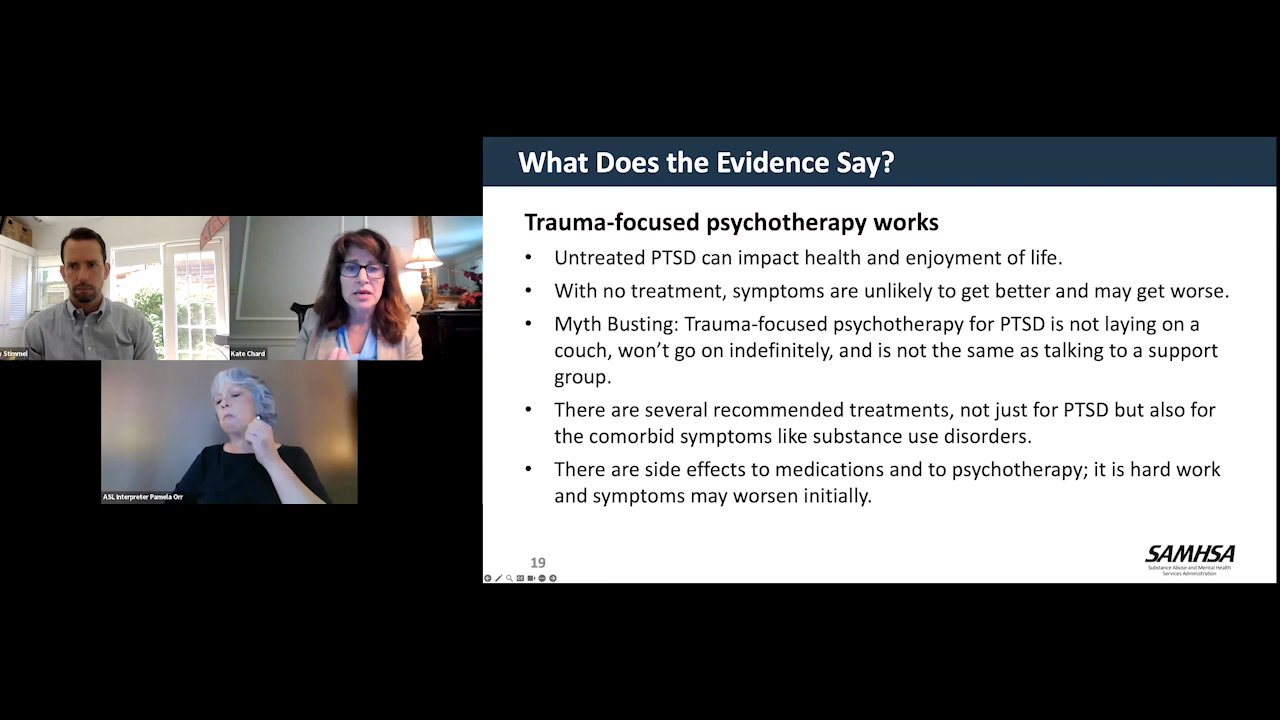 What Does the Evidence Say?
Trauma-focused psychotherapy works
• Untreated PTSD can impact health and enjoyment of life.
• With no treatment, symptoms are unlikely to get better and may get worse.
• Myth Busting: Trauma-focused psychotherapy for PTSD is not laying on a
couch, won’t go on indefinitely, and is not the same as talking to a support
group.
• There are several recommended treatments, not just for PTSD but also for
the comorbid symptoms like substance use disorders.
• There are side effects to medications and to psychotherapy; it is hard work
and symptoms may worsen initially.
19
SAMHSA
Substance Abuse and Mental Health
Services Administration
Stimmel
Kate Chard
ASL Interpreter Pamela Orr